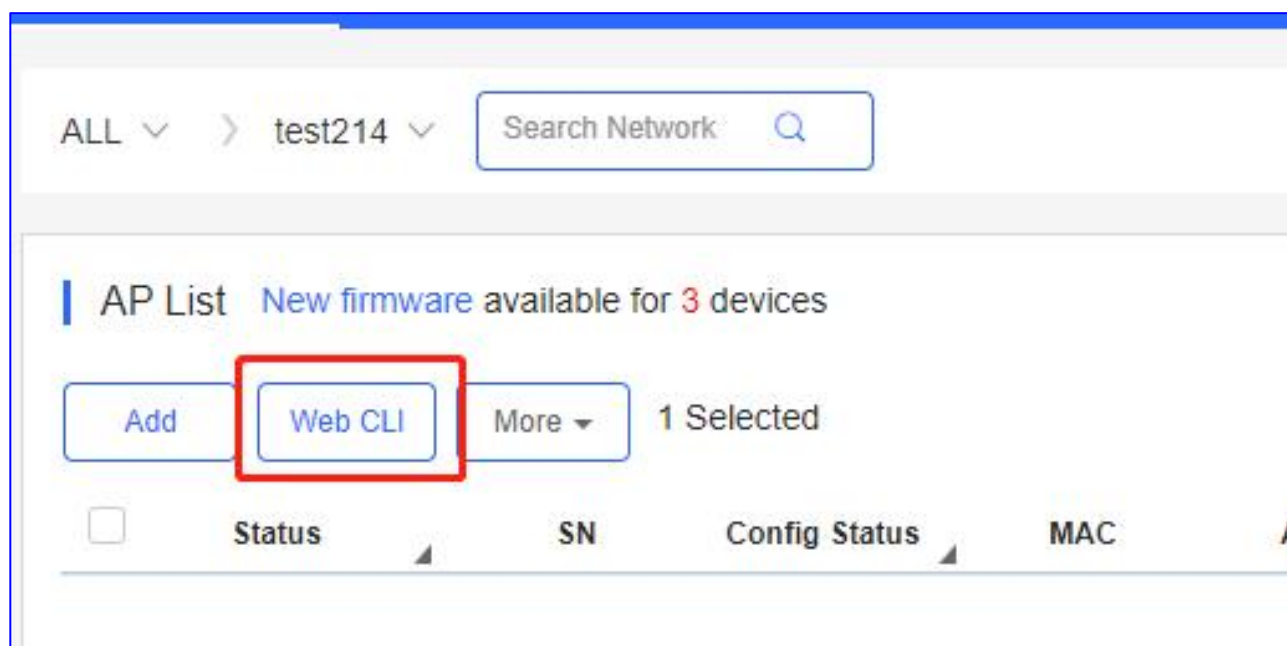 ALL test214 Search Network
AP List New firmware available for 3 devices
Add Web CLI More 1 Selected
Status SN Config Status MAC